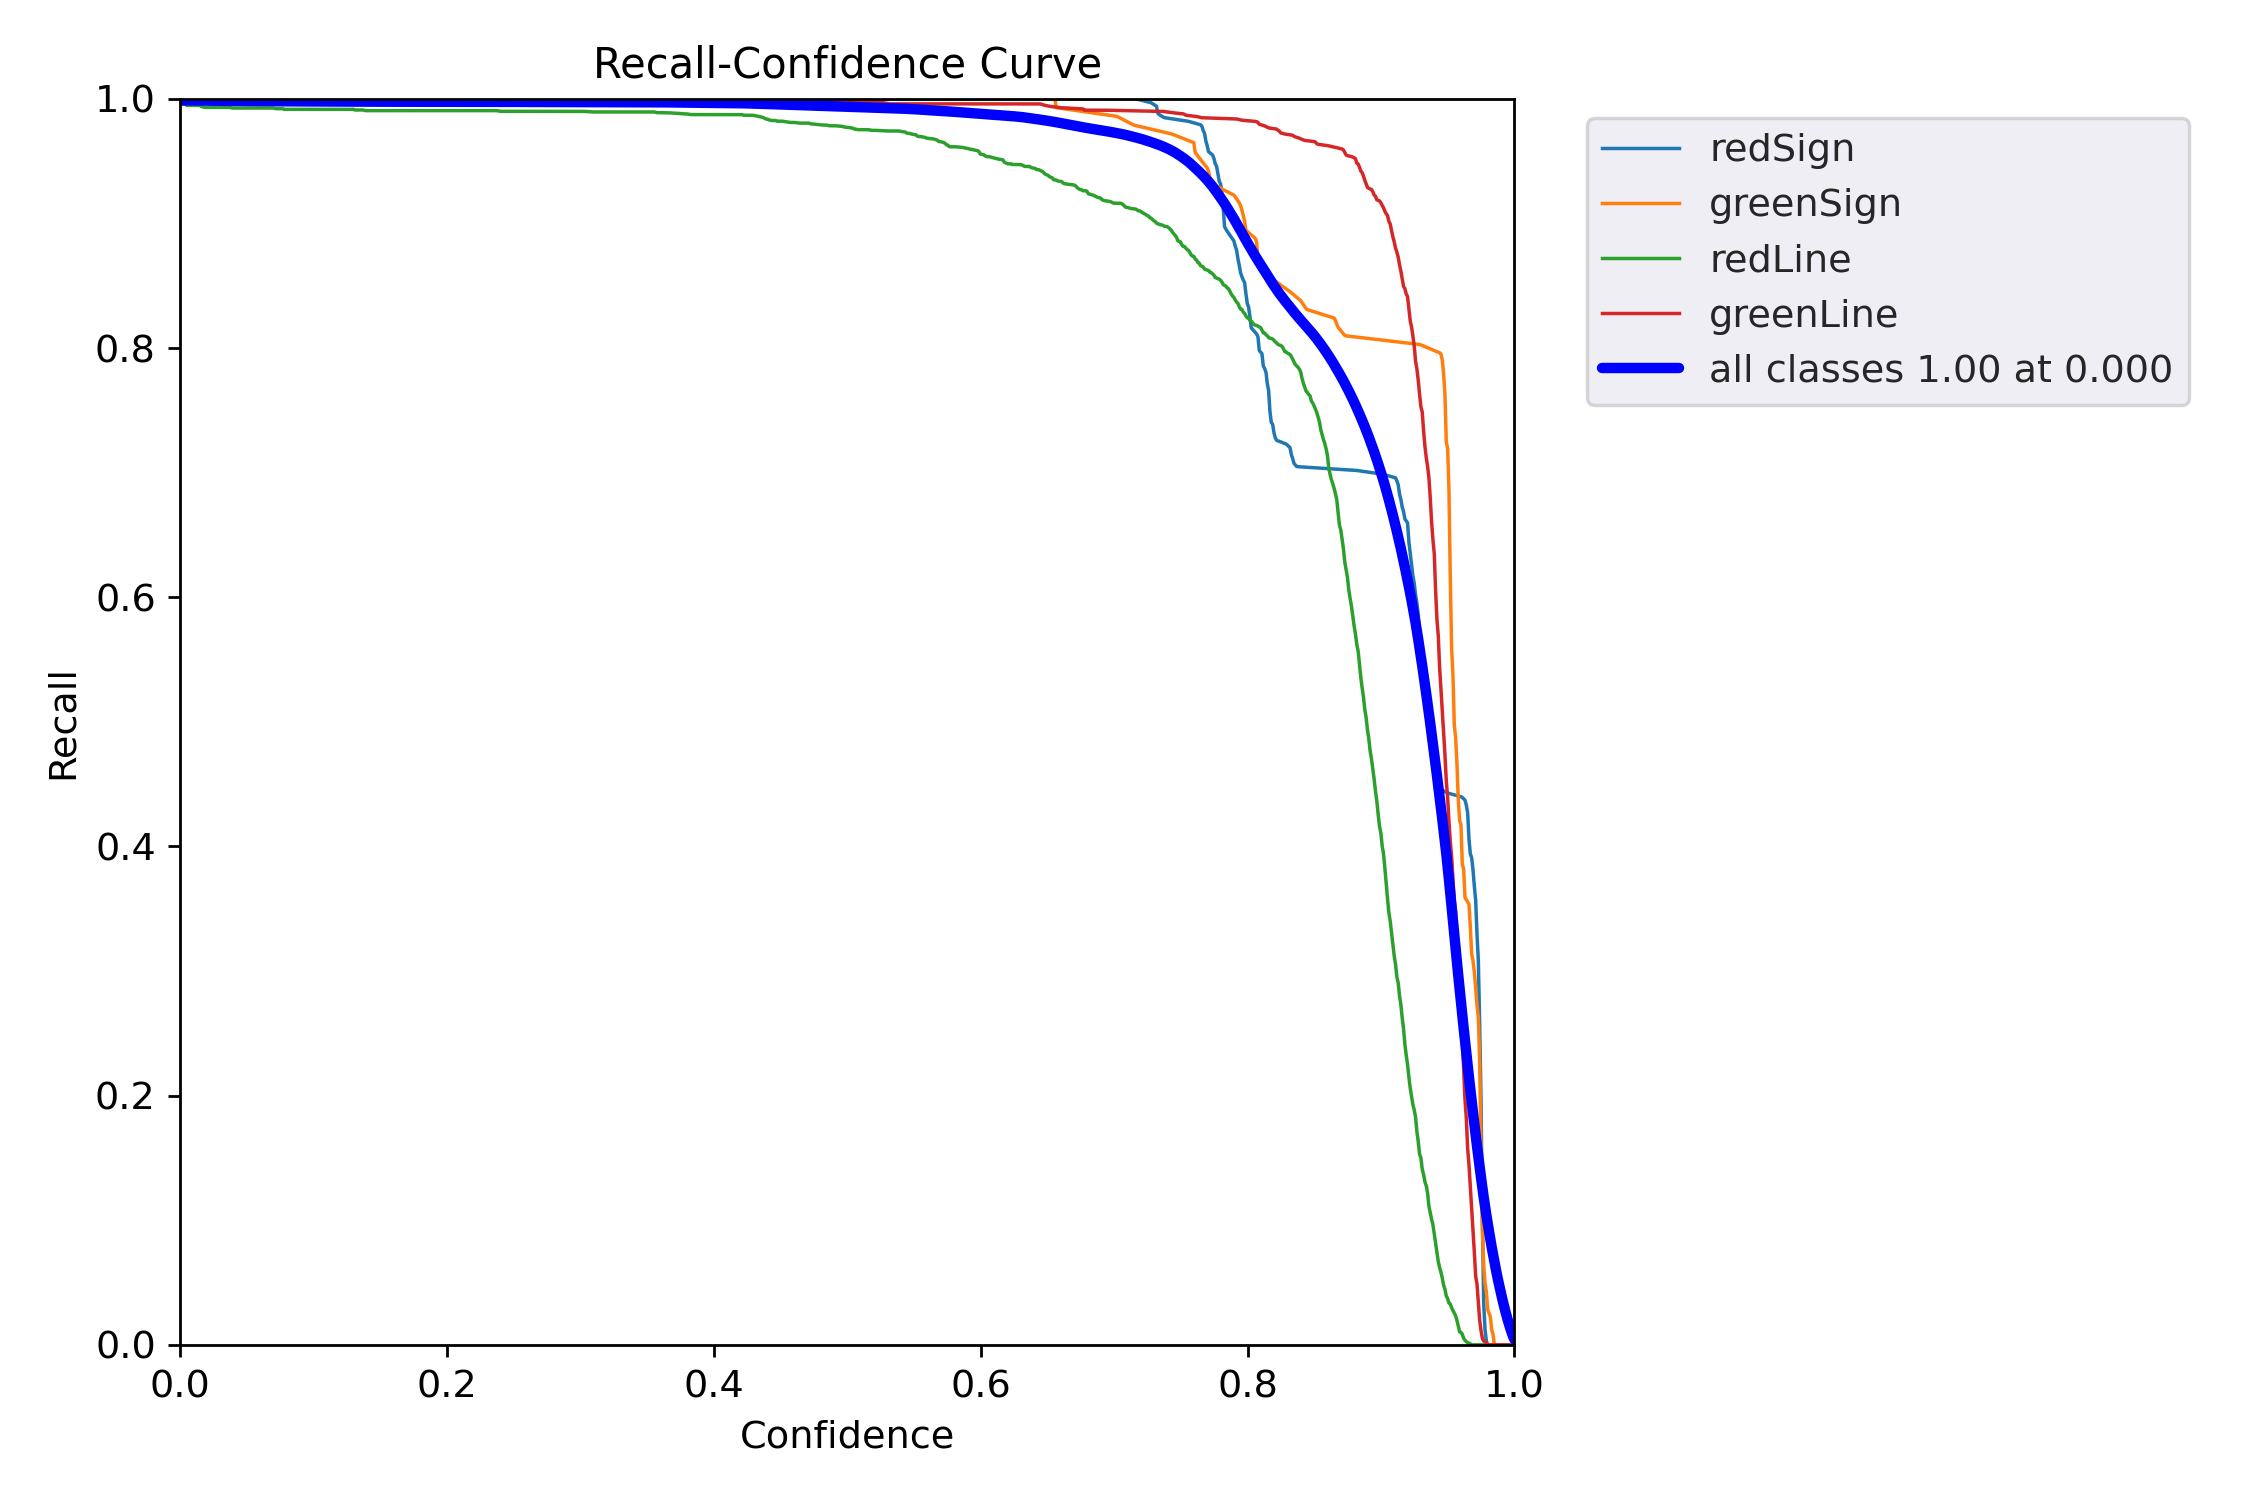 Recall-Confidence Curve
1.0
0.8
0.6
0.4
0.2
0.0
Recall
0.0 0.2 0.4 0.6 0.8 1.0
Confidence
redSign
greenSign
redLine
greenLine
all classes 1.00 at 0.000